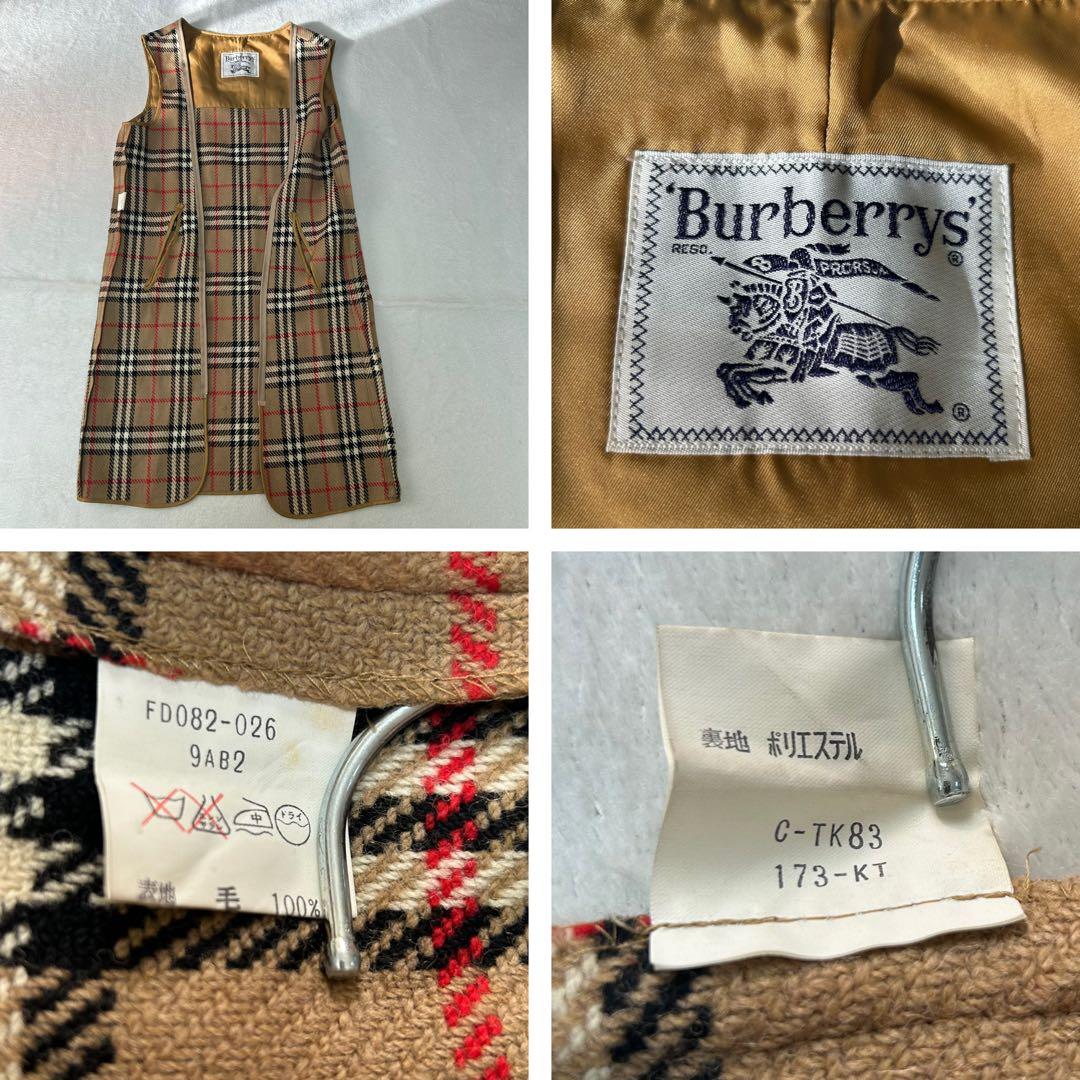 Burberrys
'Burberrys'
REGD. ®
PRORSUM
®
FD082-026
9AB2
中 ドライ
表地 毛 100%
裏地 ポリエステル
C-TK83
173-KT